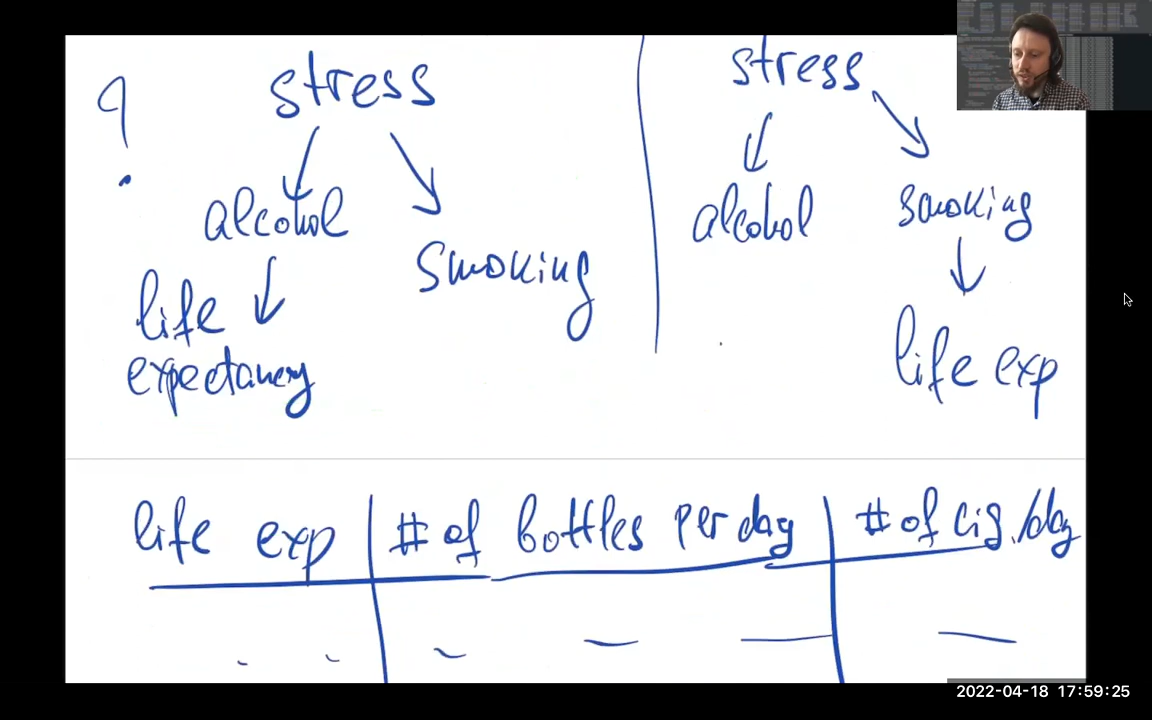 ?
stress
alcohol
smoking
life
expectancy
stress
alcohol
smoking
life exp
life exp | # of bottles per day | # of cig./day
2022-04-18 17:59:25